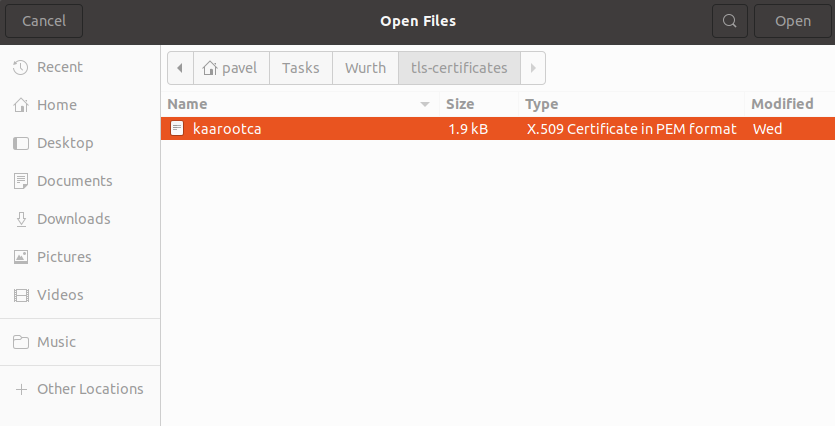 Cancel Open Files Open
Recent
Home
Desktop
Documents
Downloads
Pictures
Videos
Music
Other Locations
pavel Tasks Wurth tls-certificates
Name Size Type Modified
kaarootca 1.9 kB X.509 Certificate in PEM format Wed